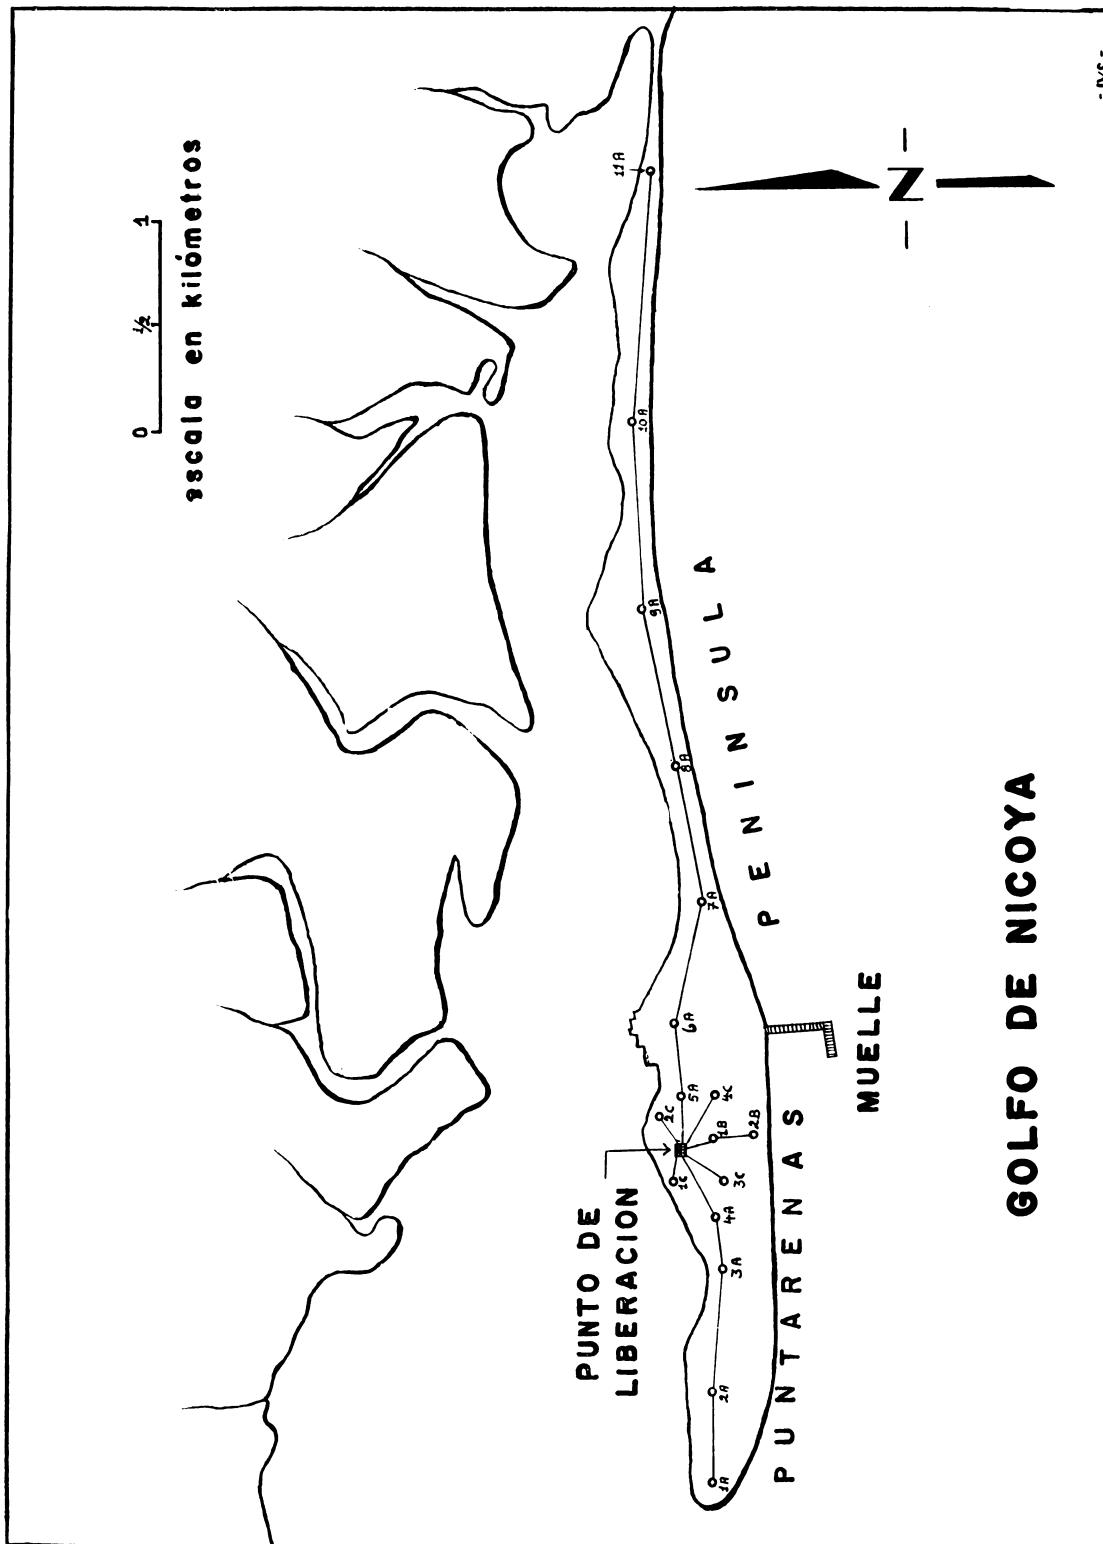 0 ½ 1
escala en kilómetros
N
11A
10A
9A
8A
7A
6A
5A
2C
4C
1B
2B
1C
3C
4A
3A
2A
1A
PUNTO DE
LIBERACION
PENINSULA
PUNTARENAS
MUELLE
GOLFO DE NICOYA